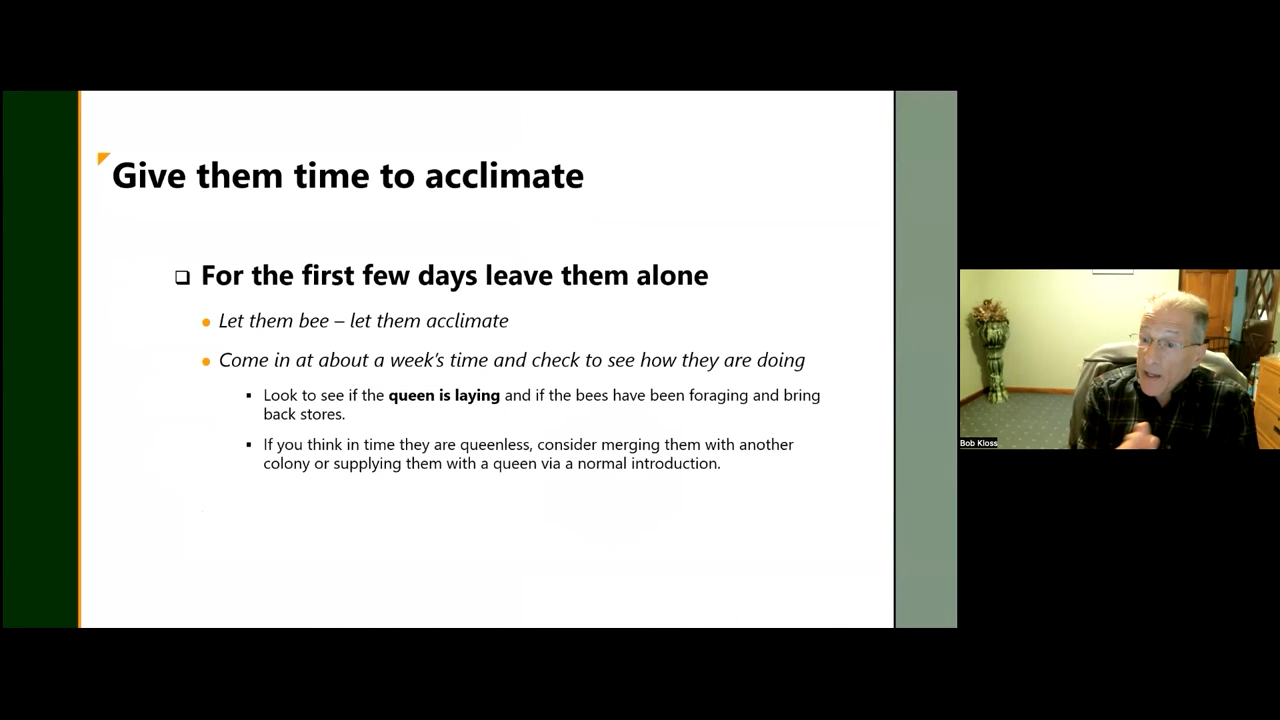 Give them time to acclimate
For the first few days leave them alone
Let them bee – let them acclimate
Come in at about a week's time and check to see how they are doing
Look to see if the queen is laying and if the bees have been foraging and bring
back stores.
If you think in time they are queenless, consider merging them with another
colony or supplying them with a queen via a normal introduction.
Bob Kloss